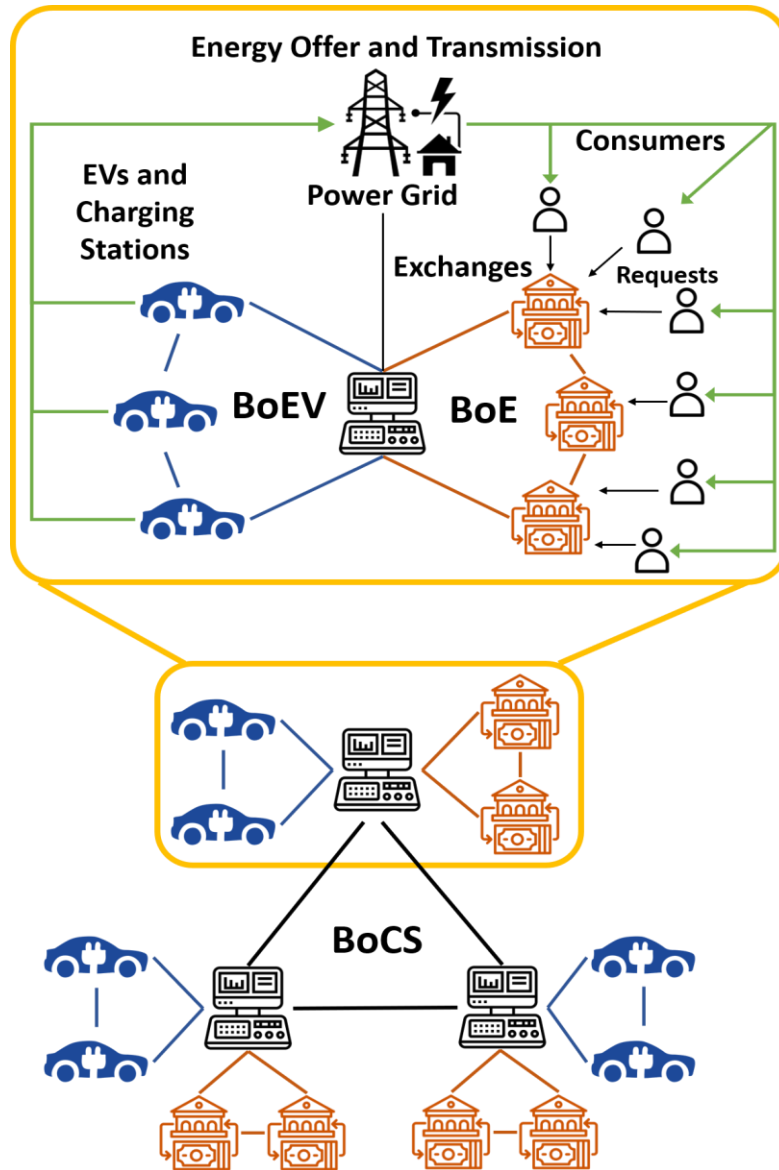 Energy Offer and Transmission
Consumers
EVs and
Charging
Stations
Power Grid
Exchanges
Requests
BoEV
BoE
BoCS